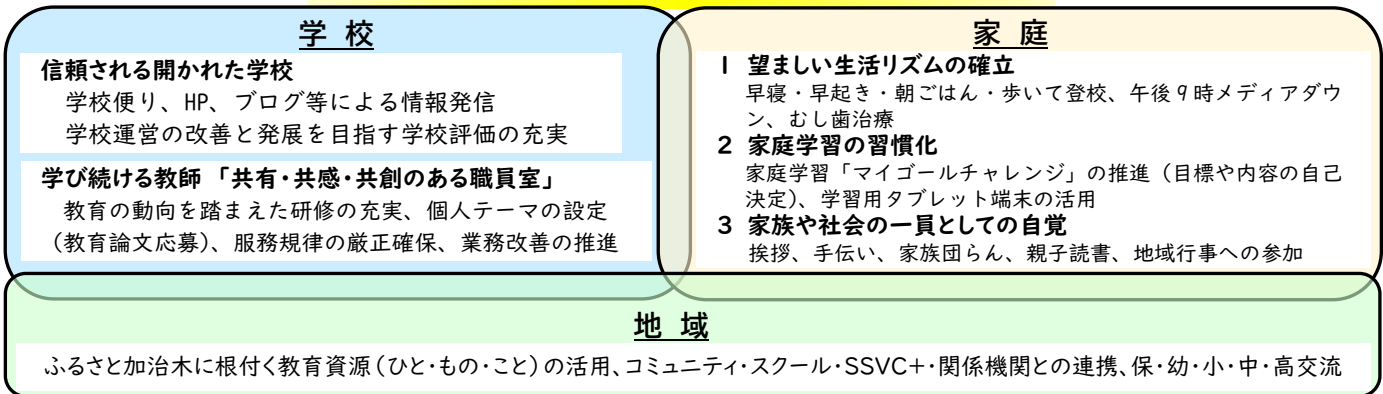 学 校
信頼される開かれた学校
学校便り、HP、ブログ等による情報発信
学校運営の改善と発展を目指す学校評価の充実
学び続ける教師 「共有・共感・共創のある職員室」
教育の動向を踏まえた研修の充実、個人テーマの設定
(教育論文応募)、服務規律の厳正確保、業務改善の推進
家 庭
1 望ましい生活リズムの確立
早寝・早起き・朝ごはん・歩いて登校、午後9時メディアダウ
ン、むし歯治療
2 家庭学習の習慣化
家庭学習「マイゴールチャレンジ」の推進(目標や内容の自己
決定)、学習用タブレット端末の活用
3 家族や社会の一員としての自覚
挨拶、手伝い、家族団らん、親子読書、地域行事への参加
地 域
ふるさと加治木に根付く教育資源(ひと・もの・こと)の活用、コミュニティ・スクール・SSVC+・関係機関との連携、保・幼・小・中・高交流